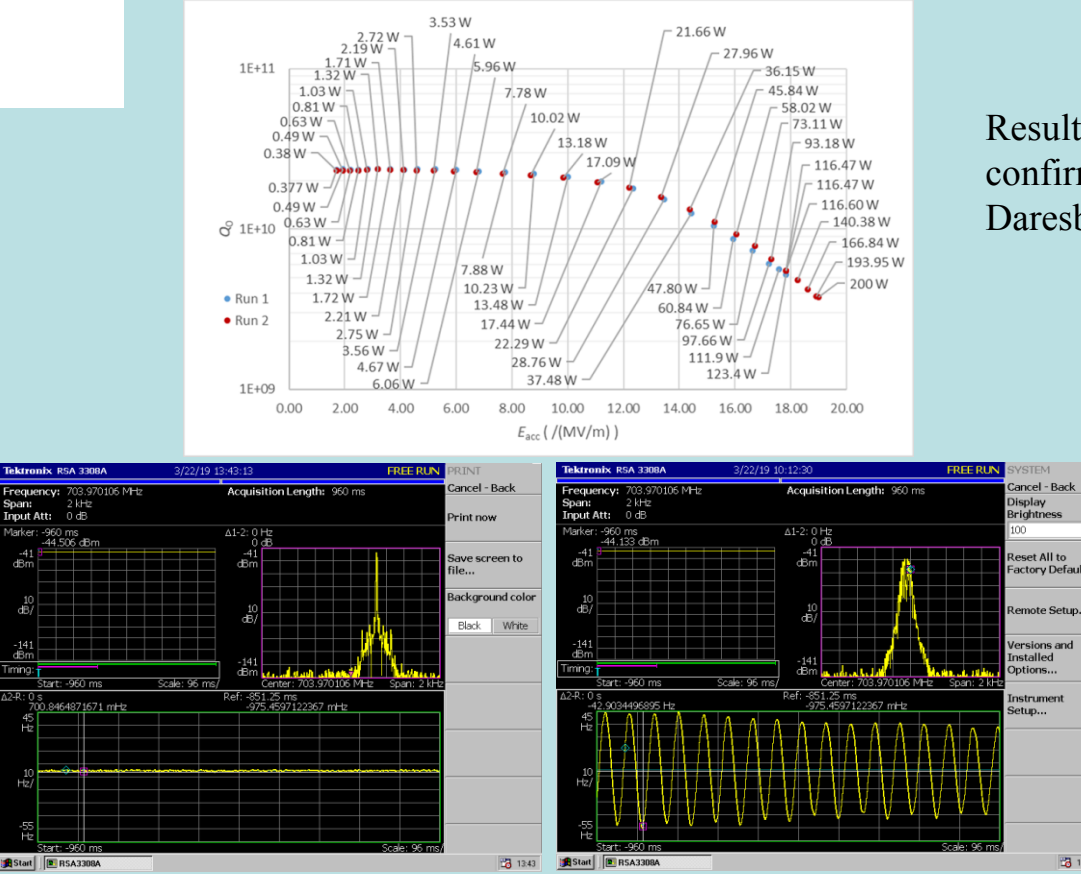 3.53 W
2.72 W
4.61 W
21.66 W
2.19 W
27.96 W
1.71 W
5.96 W
36.15 W
1E+11
1.32 W
1.03 W
7.78 W
45.84 W
0.81 W
58.02 W
0.63 W
10.02 W
73.11 W
0.49 W
13.18 W
93.18 W
0.38 W
17.09 W
116.47 W
0.377 W
116.47 W
0.49 W
116.60 W
0.63 W
140.38 W
1E+10
Q0
0.81 W
166.84 W
1.03 W
193.95 W
1.32 W
7.88 W
200 W
1.72 W
10.23 W
47.80 W
Run 1
13.48 W
60.84 W
2.21 W
Run 2
17.44 W
76.65 W
2.75 W
22.29 W
97.66 W
3.56 W
28.76 W
111.9 W
4.67 W
37.48 W
123.4 W
6.06 W
1E+09
0.00 2.00 4.00 6.00 8.00 10.00 12.00 14.00 16.00 18.00 20.00
Eacc ( /(MV/m) )
Result
confirm
Daresb
Tektronix RSA 3308A 3/22/19 13:43:13 FREE RUN PRINT
Cancel - Back
Frequency: 703.970106 MHz Acquisition Length: 960 ms
Span: 2 kHz
Input Att: 0 dB
Print now
Marker: -960 ms Δ1-2: 0 Hz
-44.506 dBm 0 dB
-41 dBm
-41 dBm
Save screen to file...
10 dB/
10 dB/
Background color
Black White
-141 dBm
-141 dBm
Timing:
Start: -960 ms Scale: 96 ms/ Center: 703.970106 MHz Span: 2 kHz
Δ2-R: 0 s Ref: -851.25 ms
700.8464871671 mHz -975.4597122367 mHz
45 Hz
10 Hz/
-55 Hz
Start: -960 ms Scale: 96 ms/
Start RSA3308A 13:43
Tektronix RSA 3308A 3/22/19 10:12:30 FREE RUN SYSTEM
Cancel - Back
Frequency: 703.970106 MHz Acquisition Length: 960 ms
Span: 2 kHz
Input Att: 0 dB
Display Brightness
100
Marker: -960 ms Δ1-2: 0 Hz
-44.133 dBm 0 dB
-41 dBm
-41 dBm
Reset All to
Factory Defaul
10 dB/
10 dB/
Remote Setup..
-141 dBm
-141 dBm
Versions and
Installed
Options...
Timing:
Start: -960 ms Scale: 96 ms/ Center: 703.970106 MHz Span: 2 kHz
Δ2-R: 0 s Ref: -851.25 ms
-42.9034496895 Hz -975.4597122367 mHz
Instrument
Setup...
45 Hz
10 Hz/
-55 Hz
Start: -960 ms Scale: 96 ms/
Start RSA3308A